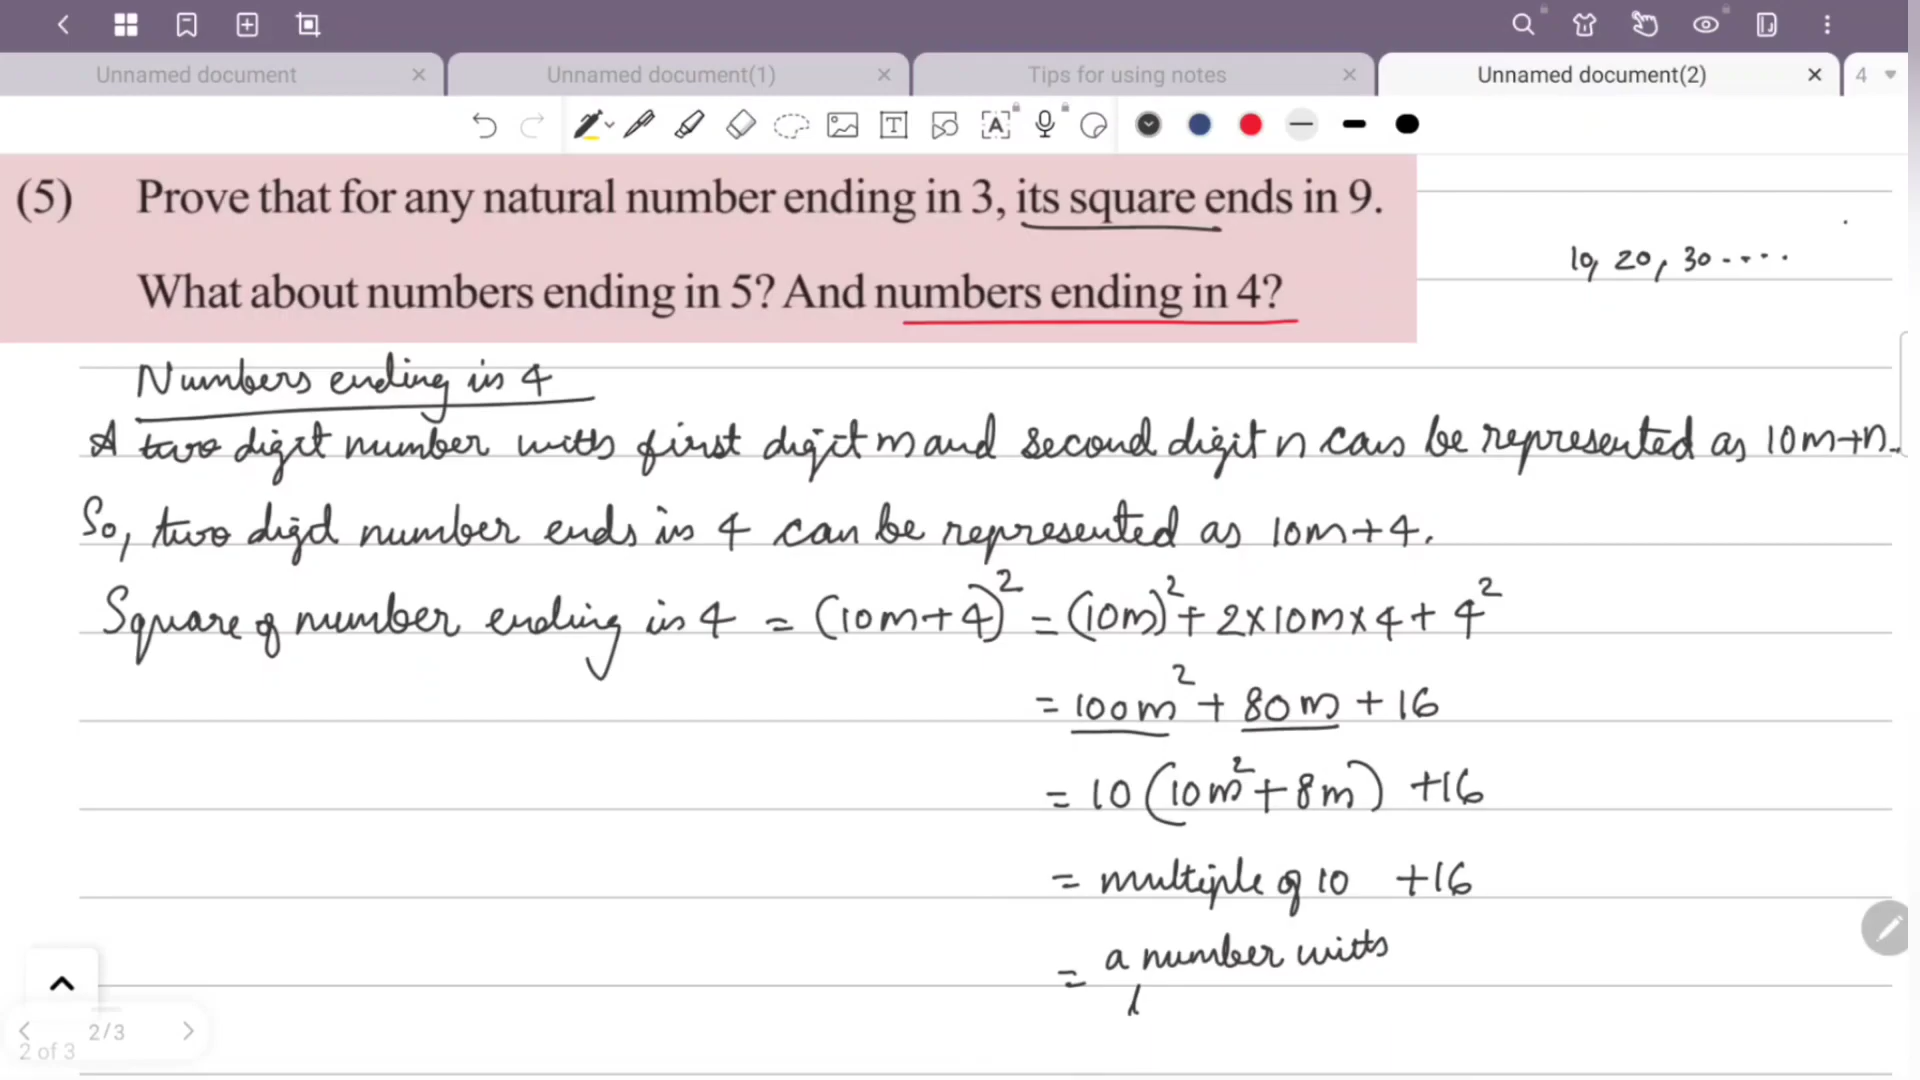 Unnamed document
Unnamed document(1)
Tips for using notes
Unnamed document(2)
4
(5) Prove that for any natural number ending in 3, its square ends in 9.
What about numbers ending in 5? And numbers ending in 4?
10, 20, 30 ....
Numbers ending in 4
A two digit number with first digit m and second digit n can be represented as 10m+n.
So, two digit number ends in 4 can be represented as 10m+4.
Square of number ending in 4 = (10m+4)² = (10m)² + 2×10m×4 + 4²
= 100m² + 80m + 16
= 10 (10m² + 8m) + 16
= multiple of 10 + 16
= a number with
2/3
2 of 3